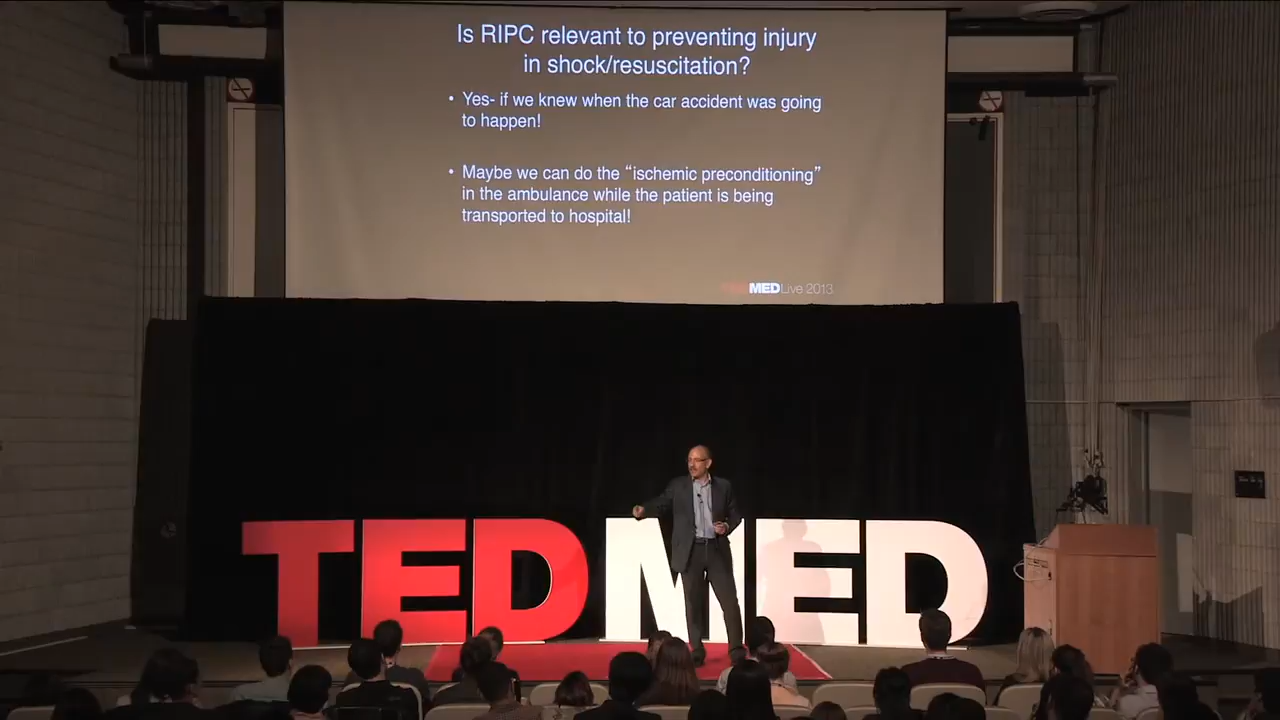 Is RIPC relevant to preventing injury
in shock/resuscitation?
• Yes- if we knew when the car accident was going
to happen!
• Maybe we can do the “ischemic preconditioning”
in the ambulance while the patient is being
transported to hospital!
TEDMEDLive 2013
TEDMED